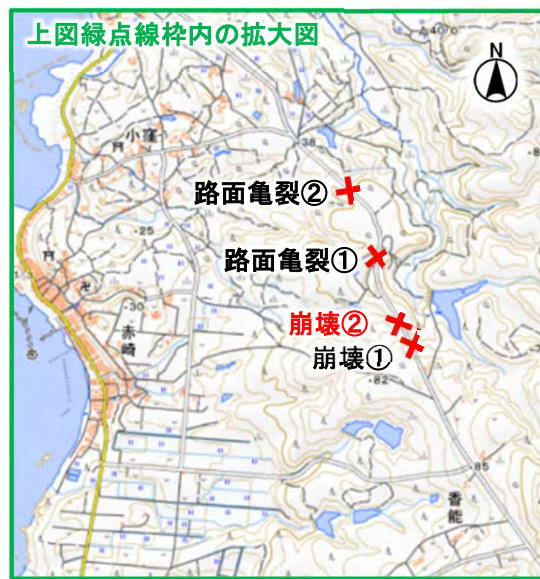 上図緑点線枠内の拡大図
N
小窪
・38
路面亀裂②
・25
路面亀裂①
・30
赤崎
崩壊②
崩壊①
・82
・85
香能